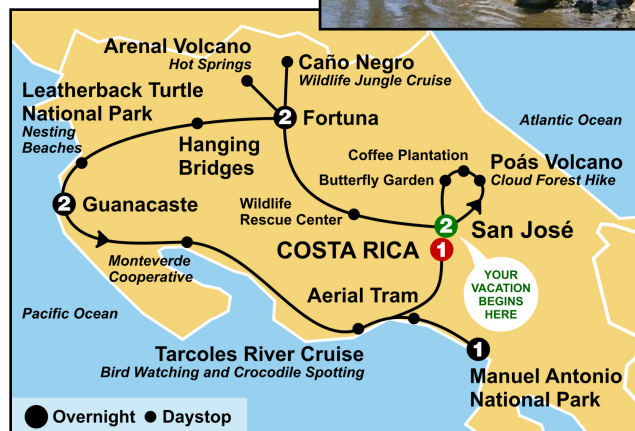 Arenal Volcano
Hot Springs
Caño Negro
Wildlife Jungle Cruise
Leatherback Turtle
National Park
Nesting
Beaches
2
Fortuna
Hanging
Bridges
Atlantic Ocean
Coffee Plantation
Butterfly Garden
Poás Volcano
Cloud Forest Hike
2
Guanacaste
Wildlife
Rescue Center
2
San José
COSTA RICA
1
Monteverde
Cooperative
YOUR
VACATION
BEGINS
HERE
Aerial Tram
Pacific Ocean
Tarcoles River Cruise
Bird Watching and Crocodile Spotting
1
Manuel Antonio
National Park
Overnight
Daystop